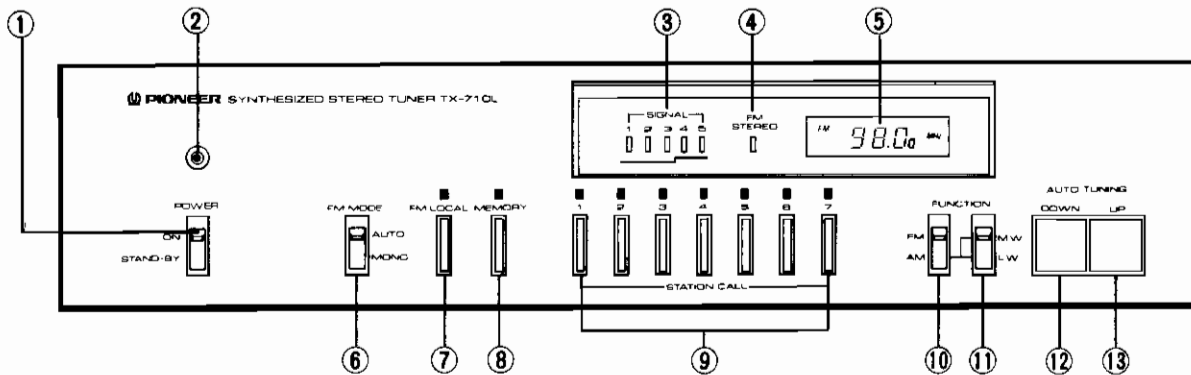 ① ② ③ ④ ⑤
PIONEER SYNTHESIZED STEREO TUNER TX-710L
SIGNAL
1 2 3 4 5
FM
STEREO
FM 98.00 MHz
POWER
ON
STAND-BY
FM MODE
AUTO
MONO
FM LOCAL
MEMORY
1 2 3 4 5 6 7
STATION CALL
FUNCTION
FM
AM
MW
LW
AUTO TUNING
DOWN UP
⑥ ⑦ ⑧ ⑨ ⑩ ⑪ ⑫ ⑬